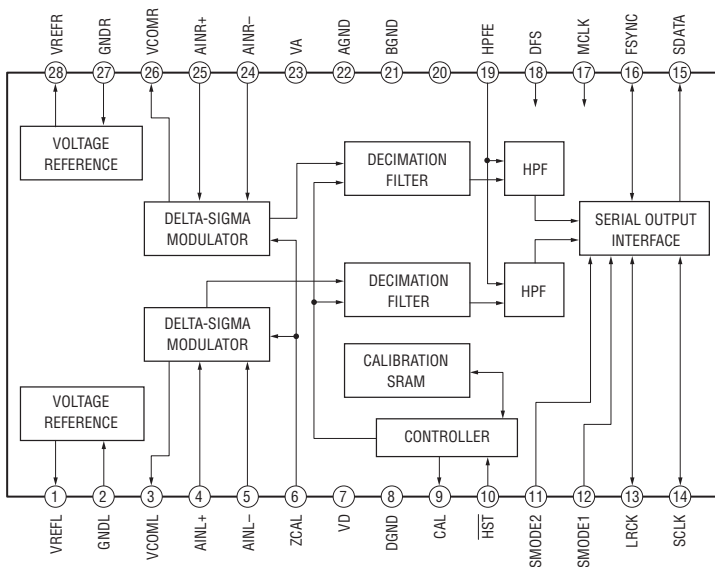 VREFR
GNDR
VCOMR
AINR+
AINR–
VA
AGND
BGND
HPFE
DFS
MCLK
FSYNC
SDATA
28
27
26
25
24
23
22
21
20
19
18
17
16
15
VOLTAGE
REFERENCE
DECIMATION
FILTER
HPF
DELTA-SIGMA
MODULATOR
SERIAL OUTPUT
INTERFACE
DECIMATION
FILTER
HPF
DELTA-SIGMA
MODULATOR
CALIBRATION
SRAM
VOLTAGE
REFERENCE
CONTROLLER
1
2
3
4
5
6
7
8
9
10
11
12
13
14
VREFL
GNDL
VCOML
AINL+
AINL–
ZCAL
VD
DGND
CAL
HST
SMODE2
SMODE1
LRCK
SCLK